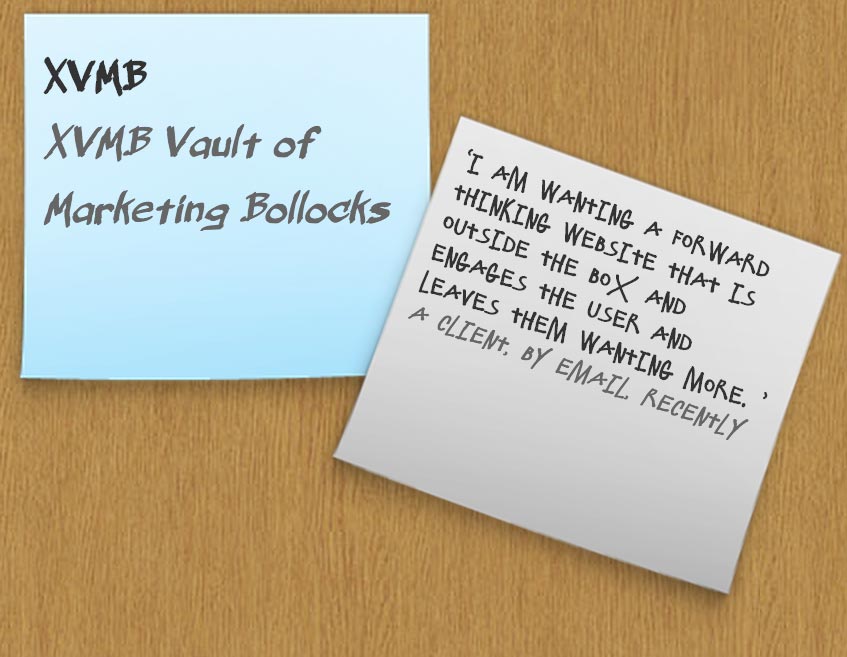 XVMB
XVMB Vault of
Marketing Bollocks
'I AM WANTING A FORWARD
THINKING WEBSITE THAT IS
OUTSIDE THE BOX AND
ENGAGES THE USER AND
LEAVES THEM WANTING MORE. '
A CLIENT, BY EMAIL, RECENTLY